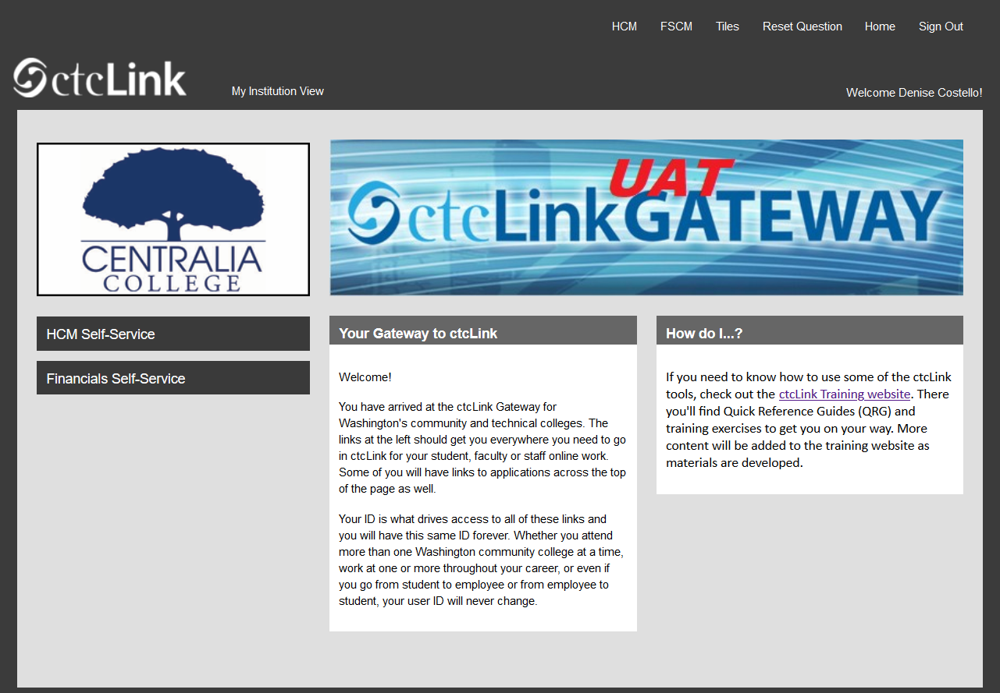 HCM FSCM Tiles Reset Question Home Sign Out
ctcLink
My Institution View
Welcome Denise Costello!
CENTRALIA
COLLEGE
UAT
ctcLinkGATEWAY
HCM Self-Service
Financials Self-Service
Your Gateway to ctcLink
Welcome!
You have arrived at the ctcLink Gateway for
Washington's community and technical colleges. The
links at the left should get you everywhere you need to go
in ctcLink for your student, faculty or staff online work.
Some of you will have links to applications across the top
of the page as well.
Your ID is what drives access to all of these links and
you will have this same ID forever. Whether you attend
more than one Washington community college at a time,
work at one or more throughout your career, or even if
you go from student to employee or from employee to
student, your user ID will never change.
How do I...?
If you need to know how to use some of the ctcLink
tools, check out the ctcLink Training website. There
you'll find Quick Reference Guides (QRG) and
training exercises to get you on your way. More
content will be added to the training website as
materials are developed.